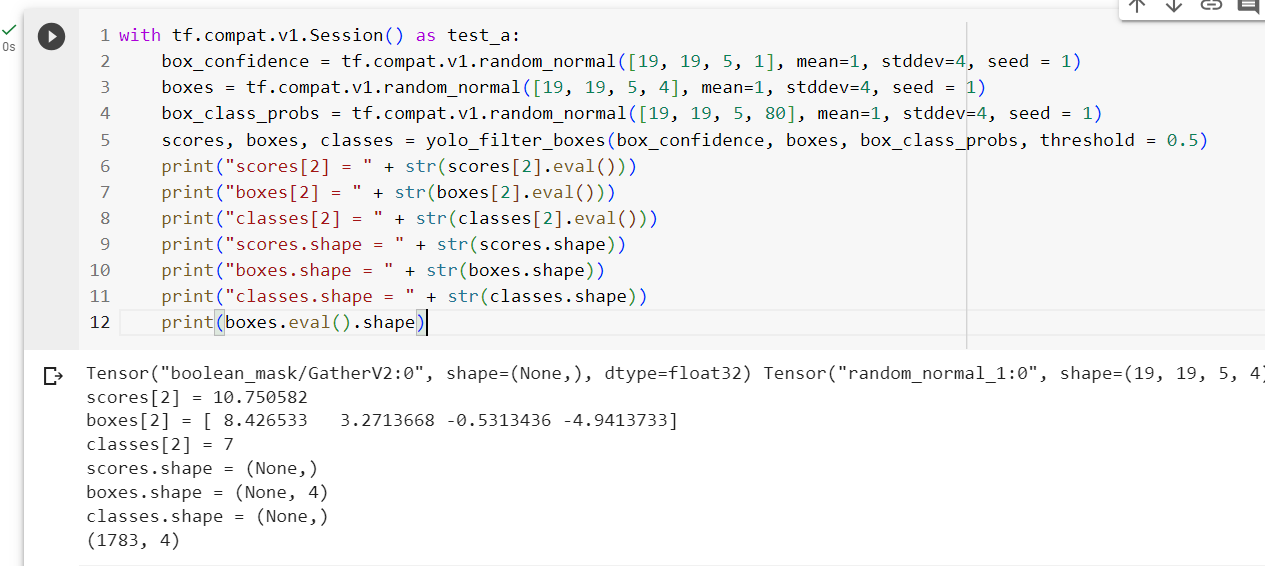 0s
1 with tf.compat.v1.Session() as test_a:
2     box_confidence = tf.compat.v1.random_normal([19, 19, 5, 1], mean=1, stddev=4, seed = 1)
3     boxes = tf.compat.v1.random_normal([19, 19, 5, 4], mean=1, stddev=4, seed = 1)
4     box_class_probs = tf.compat.v1.random_normal([19, 19, 5, 80], mean=1, stddev=4, seed = 1)
5     scores, boxes, classes = yolo_filter_boxes(box_confidence, boxes, box_class_probs, threshold = 0.5)
6     print("scores[2] = " + str(scores[2].eval()))
7     print("boxes[2] = " + str(boxes[2].eval()))
8     print("classes[2] = " + str(classes[2].eval()))
9     print("scores.shape = " + str(scores.shape))
10     print("boxes.shape = " + str(boxes.shape))
11     print("classes.shape = " + str(classes.shape))
12     print(boxes.eval().shape)
Tensor("boolean_mask/GatherV2:0", shape=(None,), dtype=float32) Tensor("random_normal_1:0", shape=(19, 19, 5, 4)
scores[2] = 10.750582
boxes[2] = [ 8.426533   3.2713668 -0.5313436 -4.9413733]
classes[2] = 7
scores.shape = (None,)
boxes.shape = (None, 4)
classes.shape = (None,)
(1783, 4)